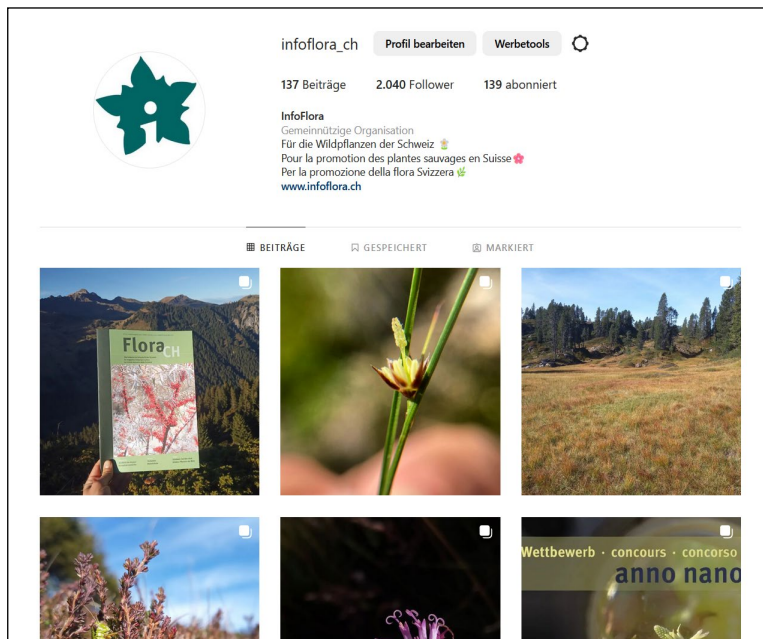 infoflora_ch Profil bearbeiten Werbetools
137 Beiträge 2.040 Follower 139 abonniert
InfoFlora
Gemeinnützige Organisation
Für die Wildpflanzen der Schweiz
Pour la promotion des plantes sauvages en Suisse
Per la promozione della flora Svizzera
www.infoflora.ch
BEITRÄGE GESPEICHERT MARKIERT
Flora CH
Wettbewerb · concours · concorso
anno nano